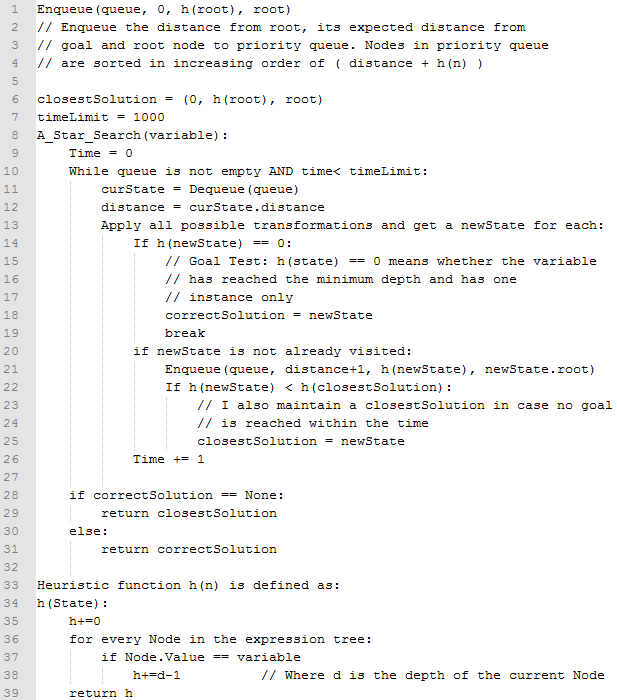 1 Enqueue(queue, 0, h(root), root)
2 // Enqueue the distance from root, its expected distance from
3 // goal and root node to priority queue. Nodes in priority queue
4 // are sorted in increasing order of ( distance + h(n) )
5
6 closestSolution = (0, h(root), root)
7 timeLimit = 1000
8 A_Star_Search(variable):
9     Time = 0
10     While queue is not empty AND time< timeLimit:
11         curState = Dequeue(queue)
12         distance = curState.distance
13         Apply all possible transformations and get a newState for each:
14             If h(newState) == 0:
15                 // Goal Test: h(state) == 0 means whether the variable
16                 // has reached the minimum depth and has one
17                 // instance only
18                 correctSolution = newState
19                 break
20             if newState is not already visited:
21                 Enqueue(queue, distance+1, h(newState), newState.root)
22                 If h(newState) < h(closestSolution):
23                     // I also maintain a closestSolution in case no goal
24                     // is reached within the time
25                     closestSolution = newState
26             Time += 1
27
28     if correctSolution == None:
29         return closestSolution
30     else:
31         return correctSolution
32
33 Heuristic function h(n) is defined as:
34 h(State):
35     h+=0
36     for every Node in the expression tree:
37         if Node.Value == variable
38             h+=d-1          // Where d is the depth of the current Node
39     return h